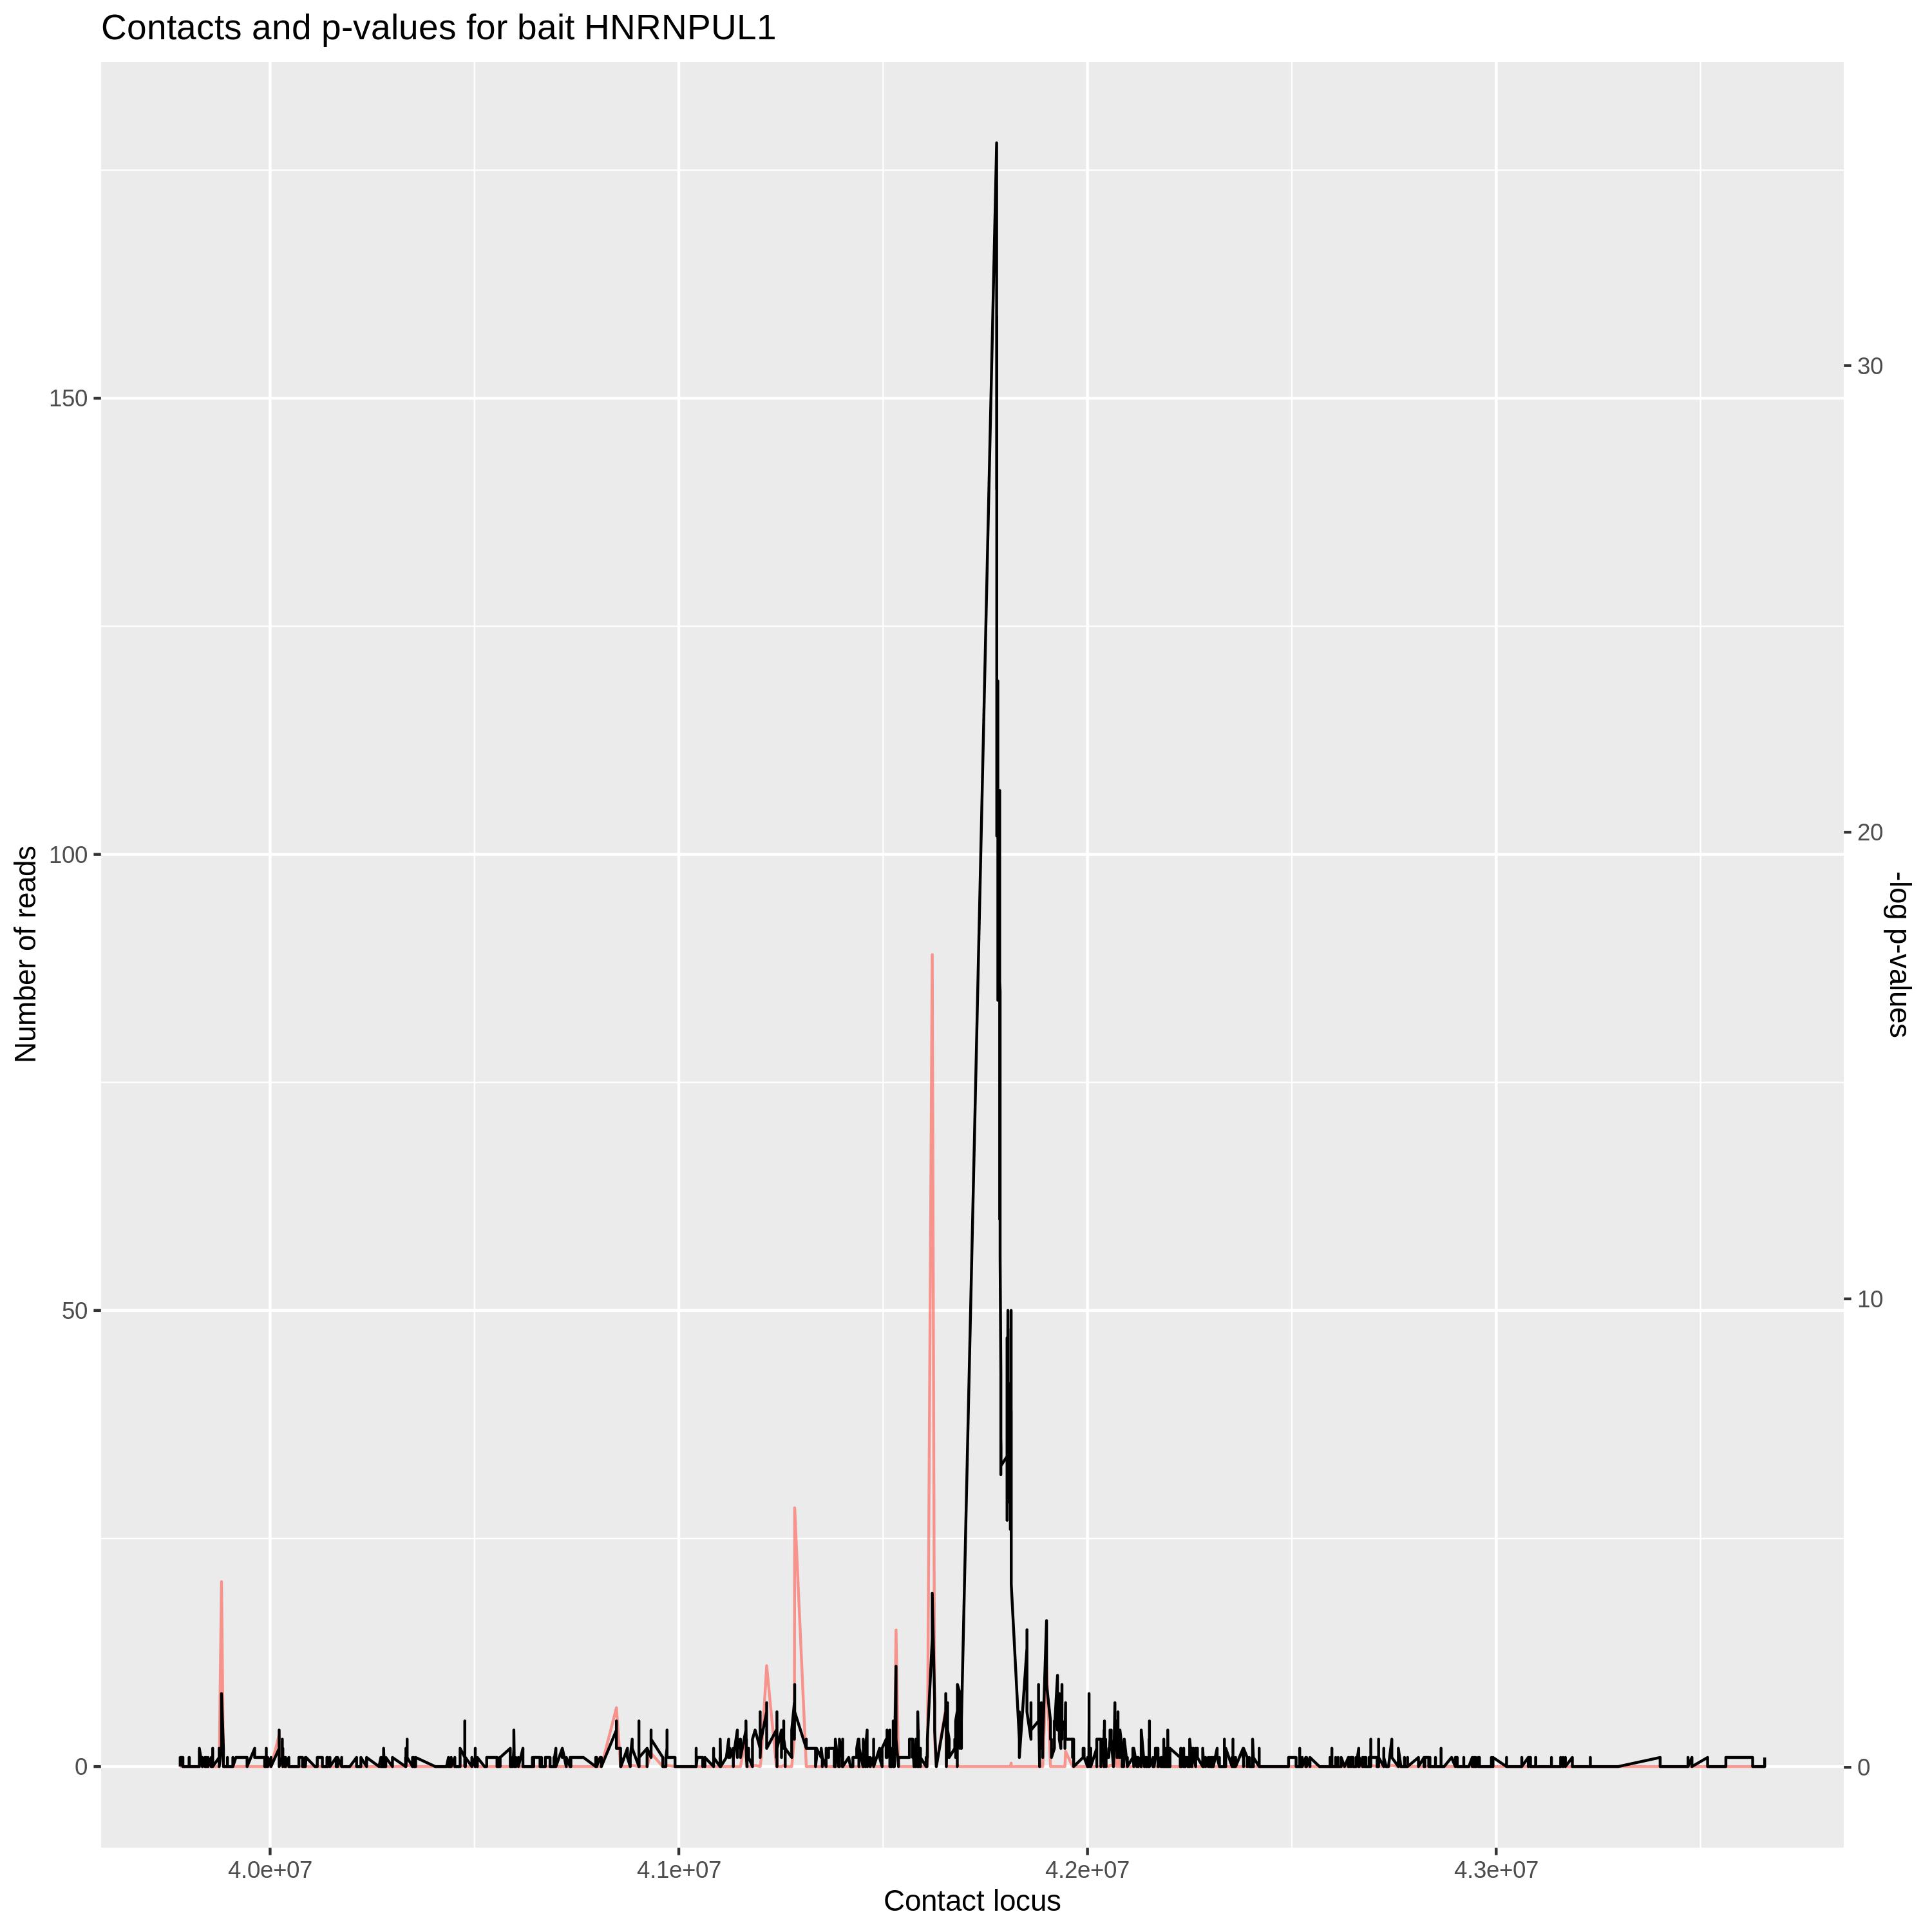 Contacts and p-values for bait HNRNPUL1
Number of reads
150
100
50
0
30
20
10
0
-log p-values
4.0e+07
4.1e+07
4.2e+07
4.3e+07
Contact locus